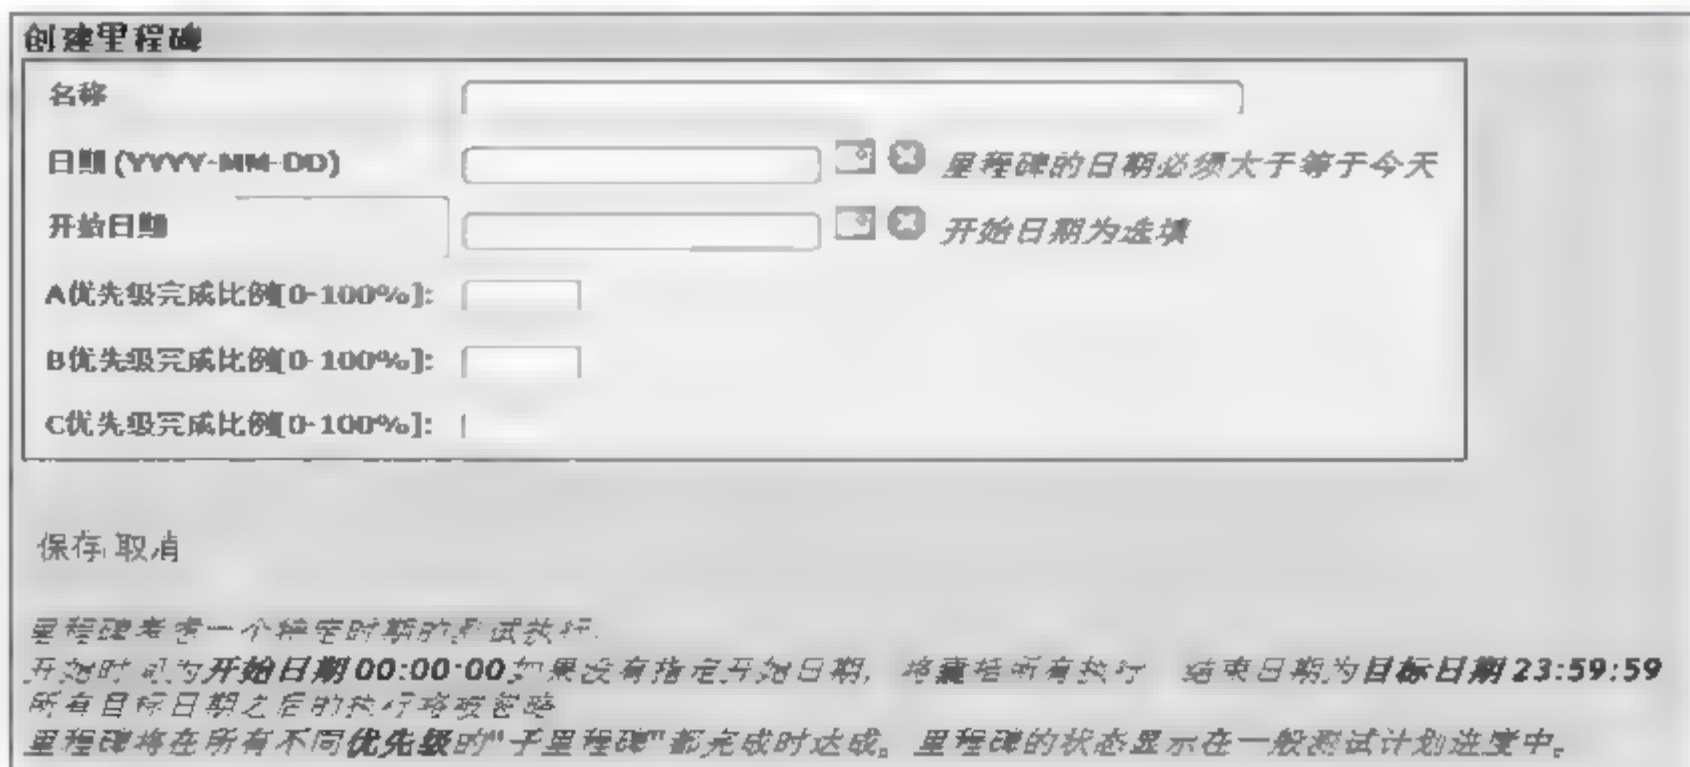 创建里程碑
名称
日期 (YYYY-MM-DD) 里程碑的日期必须大于等于今天
开始日期 开始日期为选填
A优先级完成比例[0-100%]:
B优先级完成比例[0-100%]:
C优先级完成比例[0-100%]:
保存 取消
里程碑考虑一个特定时期的测试执行.
开始时间为开始日期 00:00:00 如果没有指定开始日期, 将囊括所有执行 结束日期为目标日期 23:59:59
所有目标日期之后的执行将被忽略
里程碑将在所有不同优先级的"子里程碑"都完成时达成。里程碑的状态显示在一般测试计划进度中。